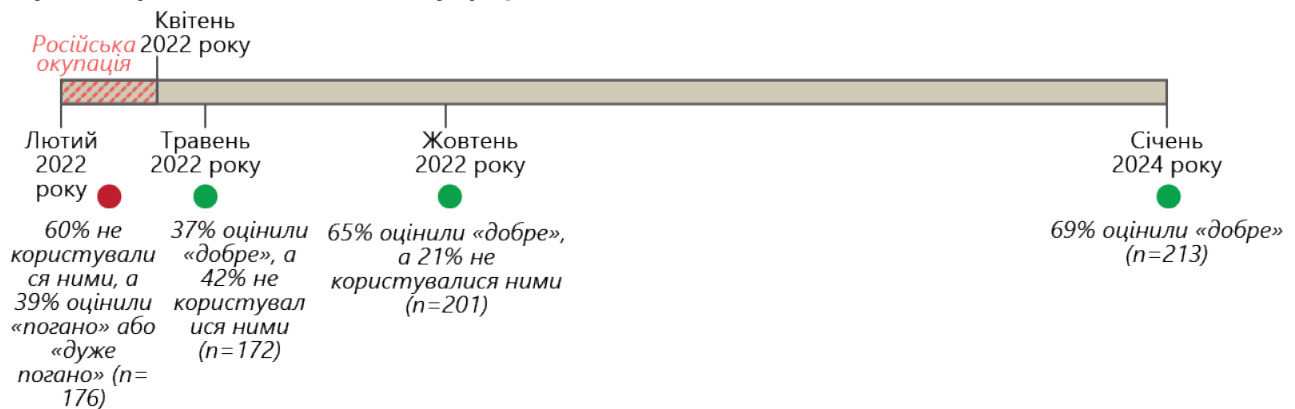 Квітень
2022 року
Російська
окупація
Лютий
2022
року
Травень
2022 року
Жовтень
2022 року
Січень
2024 року
60% не
користували
ся ними, а
39% оцінили
«погано» або
«дуже
погано» (n=
176)
37% оцінили
«добре», а
42% не
користувал
ися ними
(n=172)
65% оцінили «добре»,
а 21% не
користувалися ними
(n=201)
69% оцінили «добре»
(n=213)